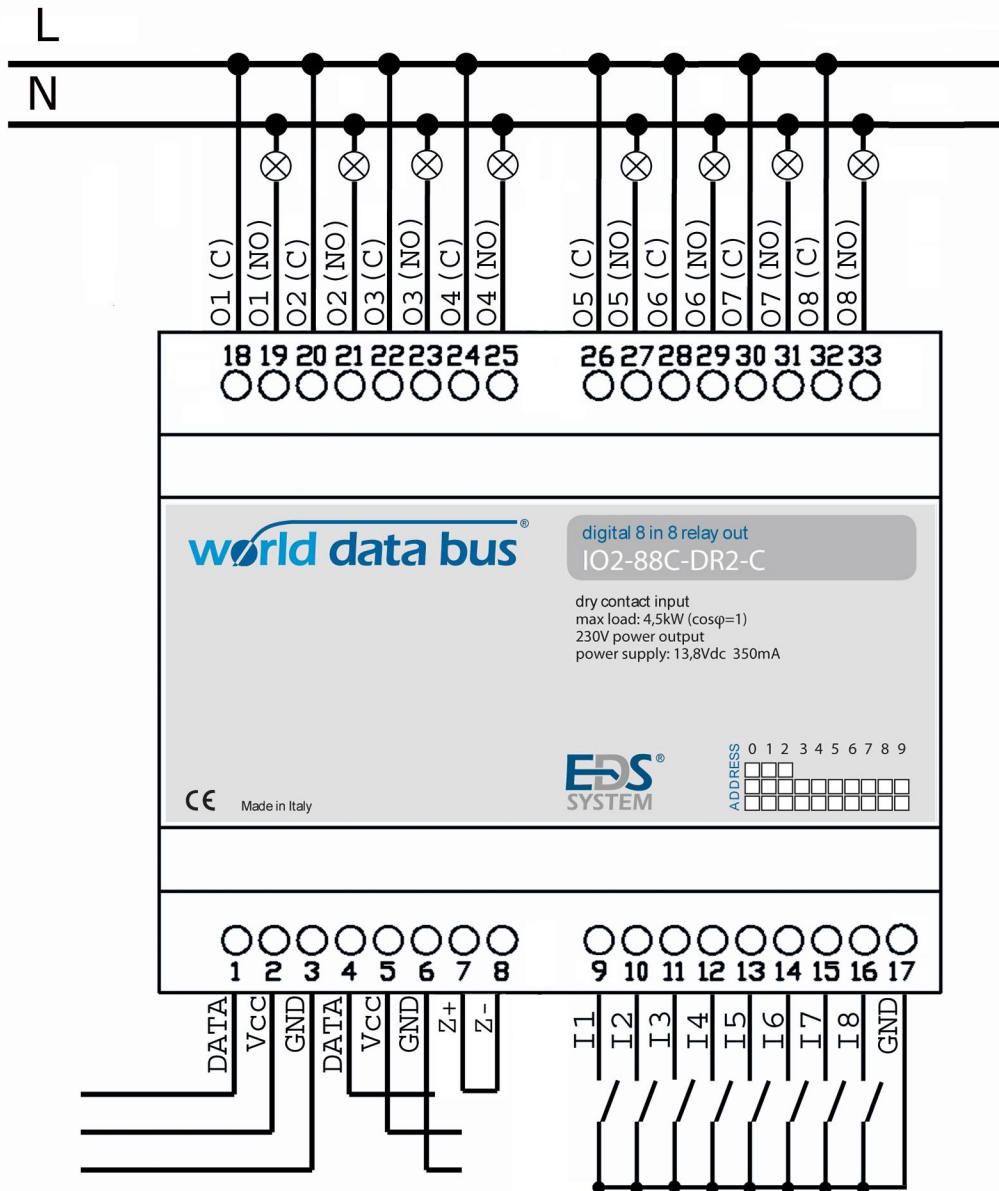 L
N
O1 (C)
O1 (NO)
O2 (C)
O2 (NO)
O3 (C)
O3 (NO)
O4 (C)
O4 (NO)
O5 (C)
O5 (NO)
O6 (C)
O6 (NO)
O7 (C)
O7 (NO)
O8 (C)
O8 (NO)
18 19 20 21 22 23 24 25 26 27 28 29 30 31 32 33
world data bus®
digital 8 in 8 relay out
IO2-88C-DR2-C
dry contact input
max load: 4,5kW (cosφ=1)
230V power output
power supply: 13,8Vdc 350mA
EDS®
SYSTEM
ADDRESS
0 1 2 3 4 5 6 7 8 9
CE
Made in Italy
1 2 3 4 5 6 7 8 9 10 11 12 13 14 15 16 17
DATA
Vcc
GND
DATA
Vcc
GND
Z+
Z-
I1
I2
I3
I4
I5
I6
I7
I8
GND